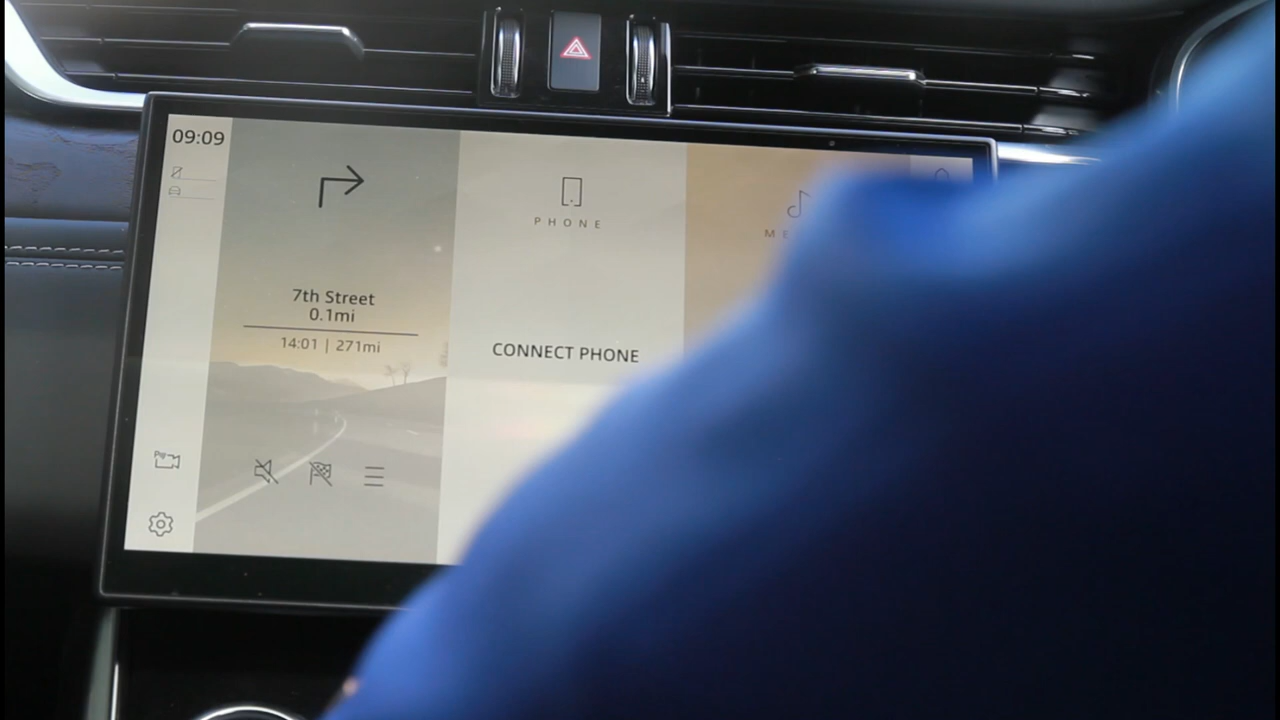 09:09
7th Street
0.1mi
14:01 | 271mi
PHONE
CONNECT PHONE